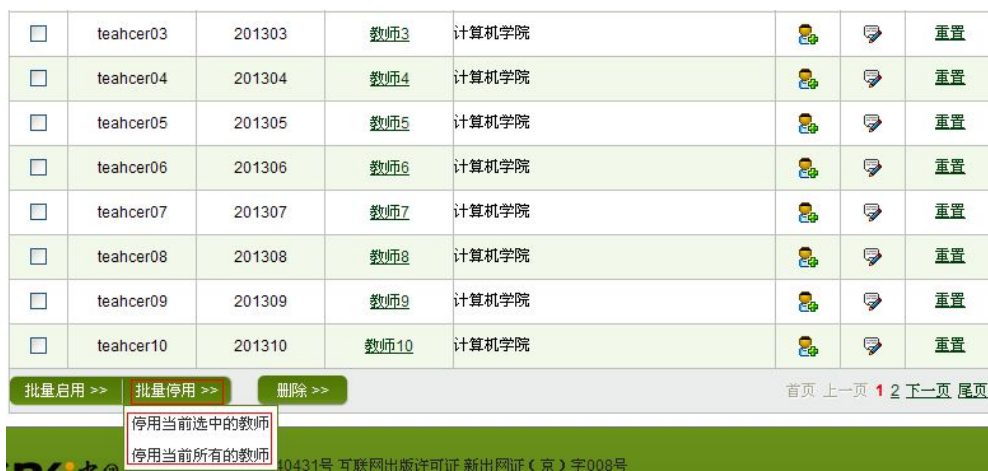 teahcer03 201303 教师3 计算机学院 重置
teahcer04 201304 教师4 计算机学院 重置
teahcer05 201305 教师5 计算机学院 重置
teahcer06 201306 教师6 计算机学院 重置
teahcer07 201307 教师7 计算机学院 重置
teahcer08 201308 教师8 计算机学院 重置
teahcer09 201309 教师9 计算机学院 重置
teahcer10 201310 教师10 计算机学院 重置
批量启用 >> 批量停用 >> 删除 >> 首页 上一页 1 2 下一页 尾页
停用当前选中的教师
停用当前所有的教师
40431号 互联网出版许可证 新出网证(京)字008号